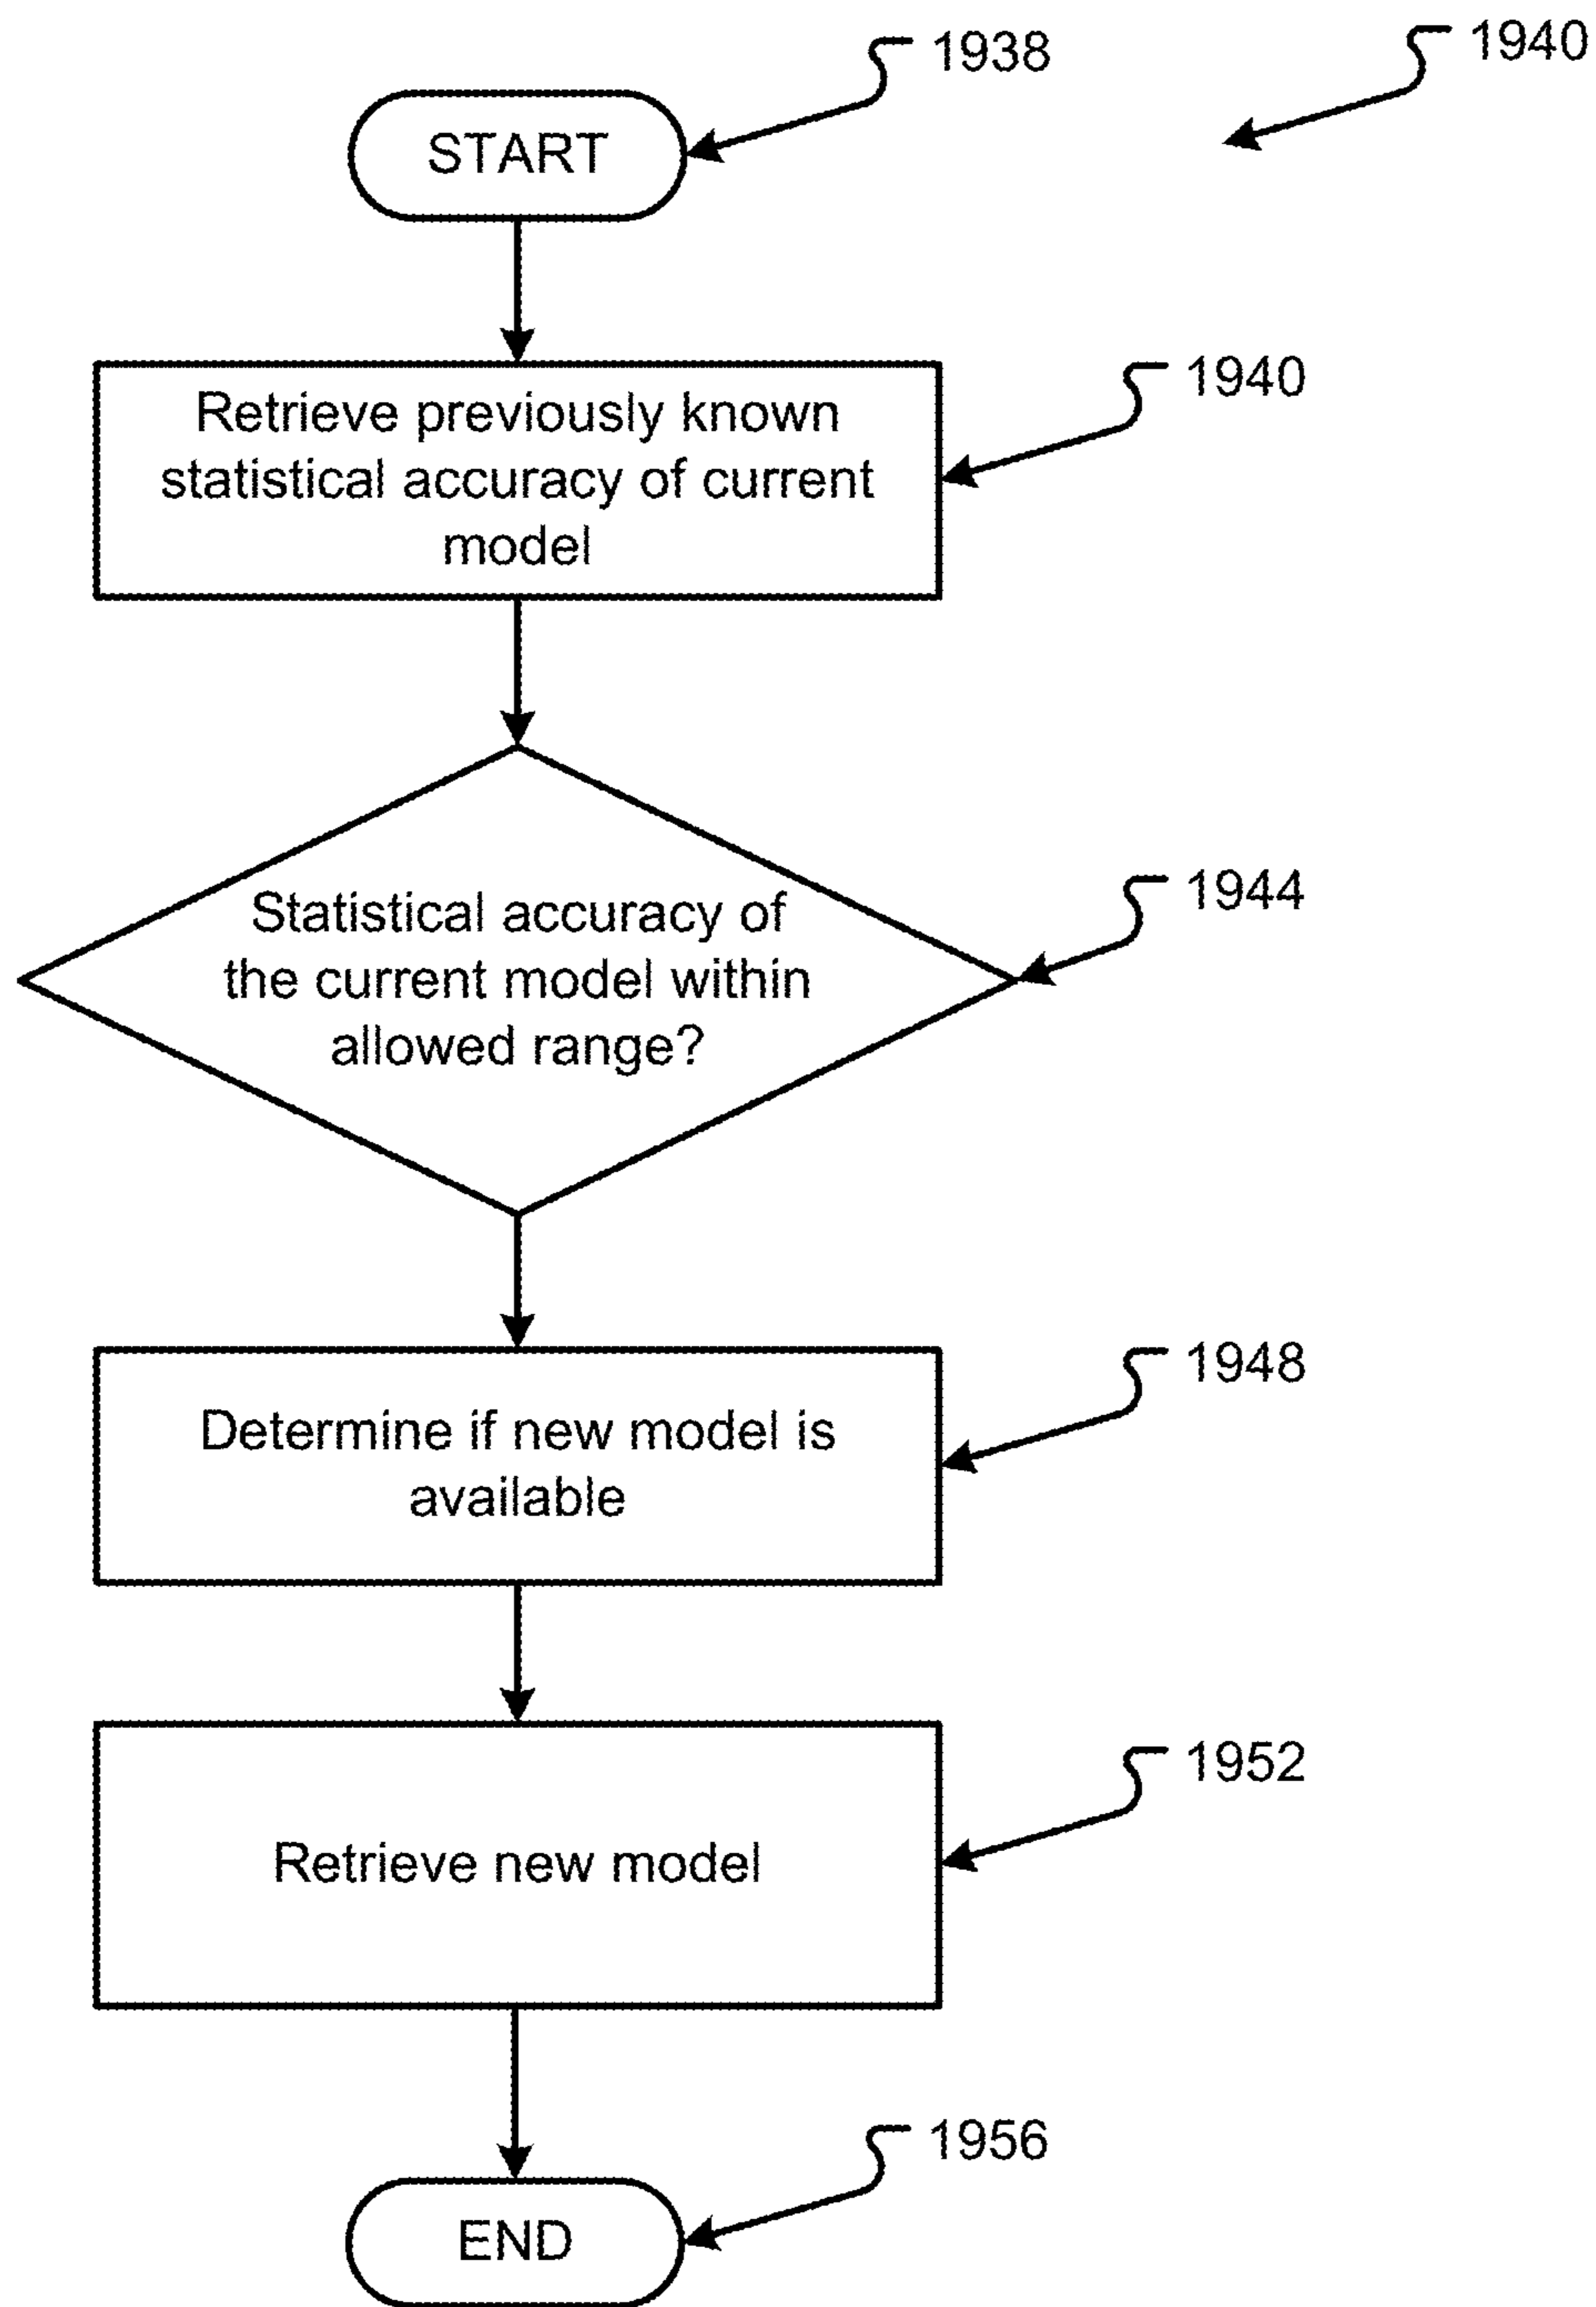 1938
1940
START
1940
Retrieve previously known
statistical accuracy of current
model
1944
Statistical accuracy of
the current model within
allowed range?
1948
Determine if new model is
available
1952
Retrieve new model
1956
END